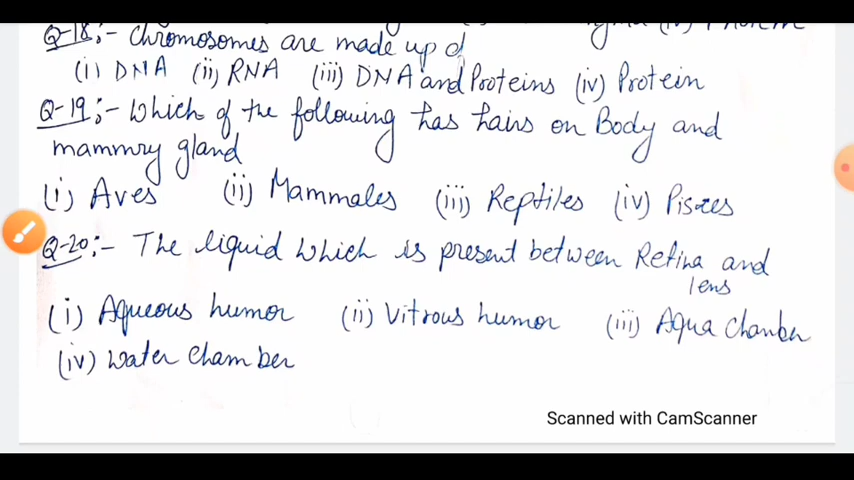 (iv) Protein
Q-18:- Chromosomes are made up of
(i) DNA (ii) RNA (iii) DNA and Proteins (iv) Protein
Q-19:- Which of the following has hairs on Body and
mammry gland
(i) Aves (ii) Mammales (iii) Reptiles (iv) Pisces
Q-20:- The liquid which is present between Retina and
lens
(i) Aqueous humor (ii) Vitrous humor (iii) Aqua Chamber
(iv) Water chamber
Scanned with CamScanner